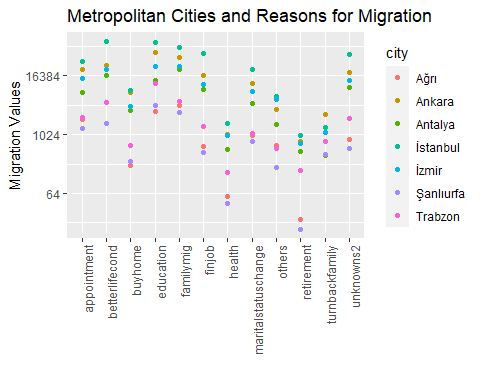 Metropolitan Cities and Reasons for Migration
Migration Values
16384
1024
64
appointment
betterlifecond
buyhome
education
familymig
finjob
health
maritalstatuschange
others
retirement
turnbackfamily
unknowns2
city
Ağrı
Ankara
Antalya
İstanbul
İzmir
Şanlıurfa
Trabzon